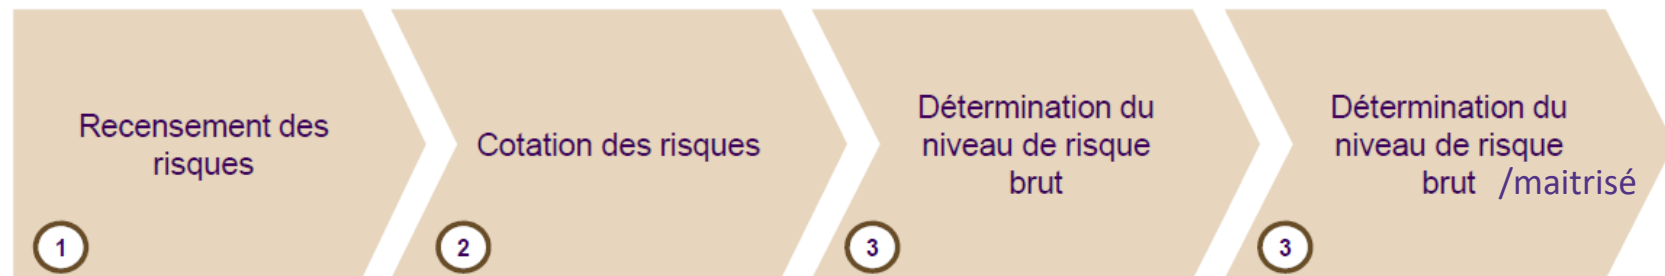 Recensement des
risques
1
Cotation des risques
2
Détermination du
niveau de risque
brut
3
Détermination du
niveau de risque
brut /maitrisé
3